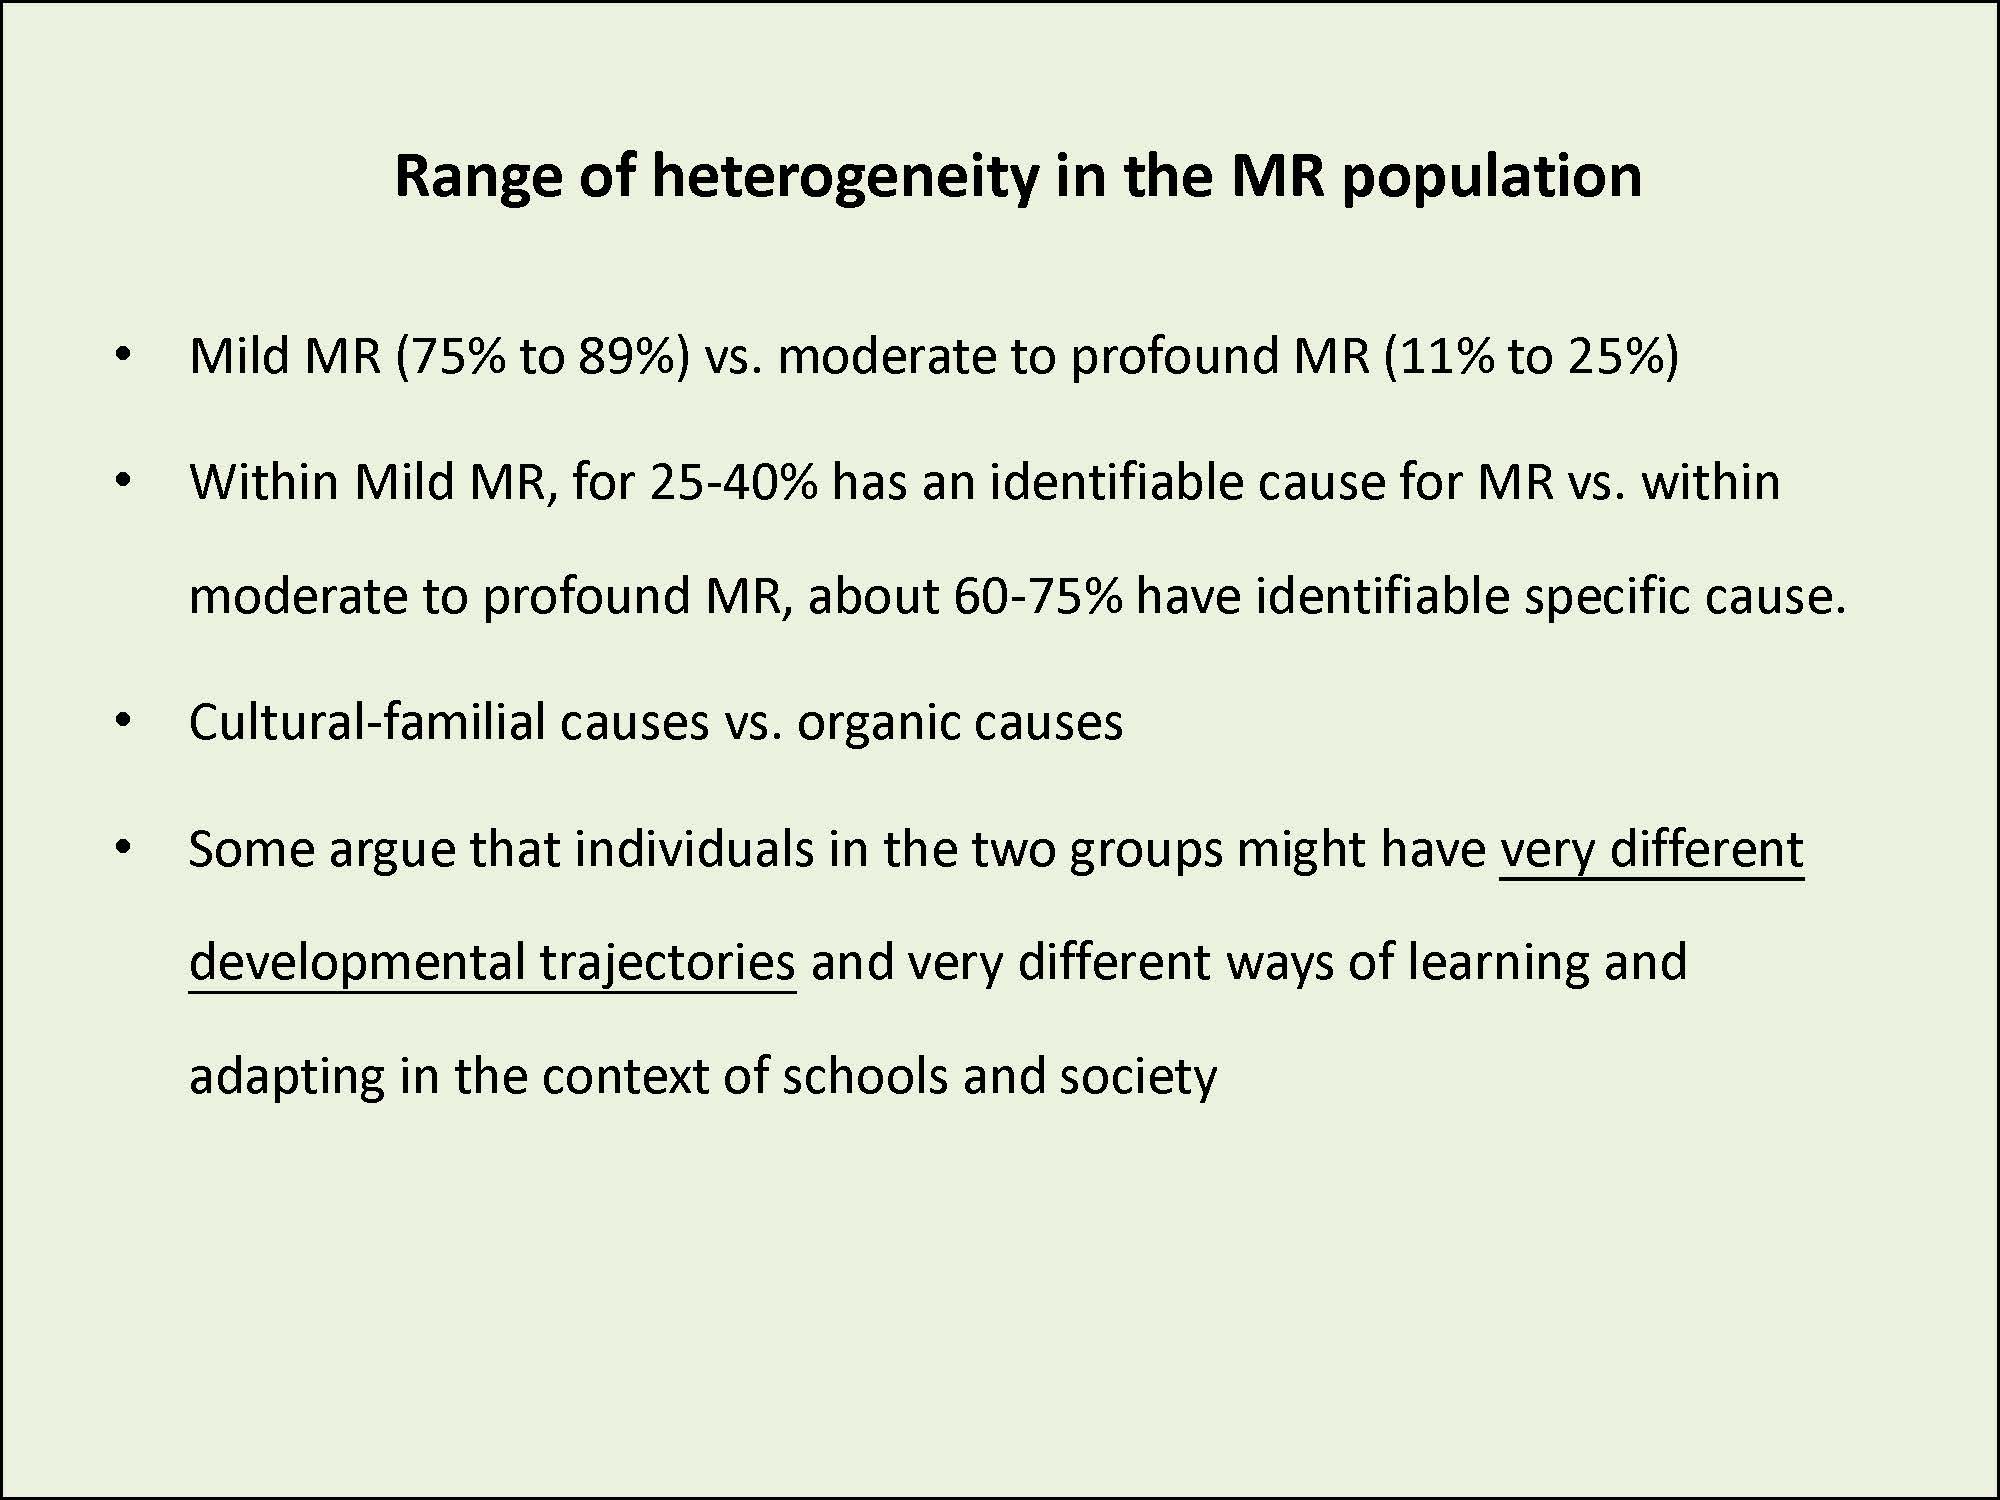 Range of heterogeneity in the MR population
• Mild MR (75% to 89%) vs. moderate to profound MR (11% to 25%)
• Within Mild MR, for 25-40% has an identifiable cause for MR vs. within
moderate to profound MR, about 60-75% have identifiable specific cause.
• Cultural-familial causes vs. organic causes
• Some argue that individuals in the two groups might have very different
developmental trajectories and very different ways of learning and
adapting in the context of schools and society